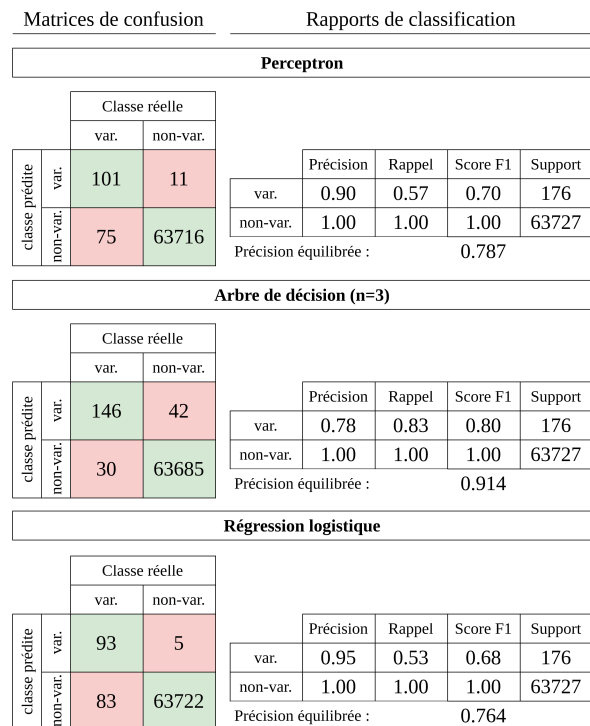 Matrices de confusion Rapports de classification
Perceptron
Classe réelle
var. non-var.
classe prédite var. 101 11
non-var. 75 63716
Précision Rappel Score F1 Support
var. 0.90 0.57 0.70 176
non-var. 1.00 1.00 1.00 63727
Précision équilibrée : 0.787
Arbre de décision (n=3)
Classe réelle
var. non-var.
classe prédite var. 146 42
non-var. 30 63685
Précision Rappel Score F1 Support
var. 0.78 0.83 0.80 176
non-var. 1.00 1.00 1.00 63727
Précision équilibrée : 0.914
Régression logistique
Classe réelle
var. non-var.
classe prédite var. 93 5
non-var. 83 63722
Précision Rappel Score F1 Support
var. 0.95 0.53 0.68 176
non-var. 1.00 1.00 1.00 63727
Précision équilibrée : 0.764